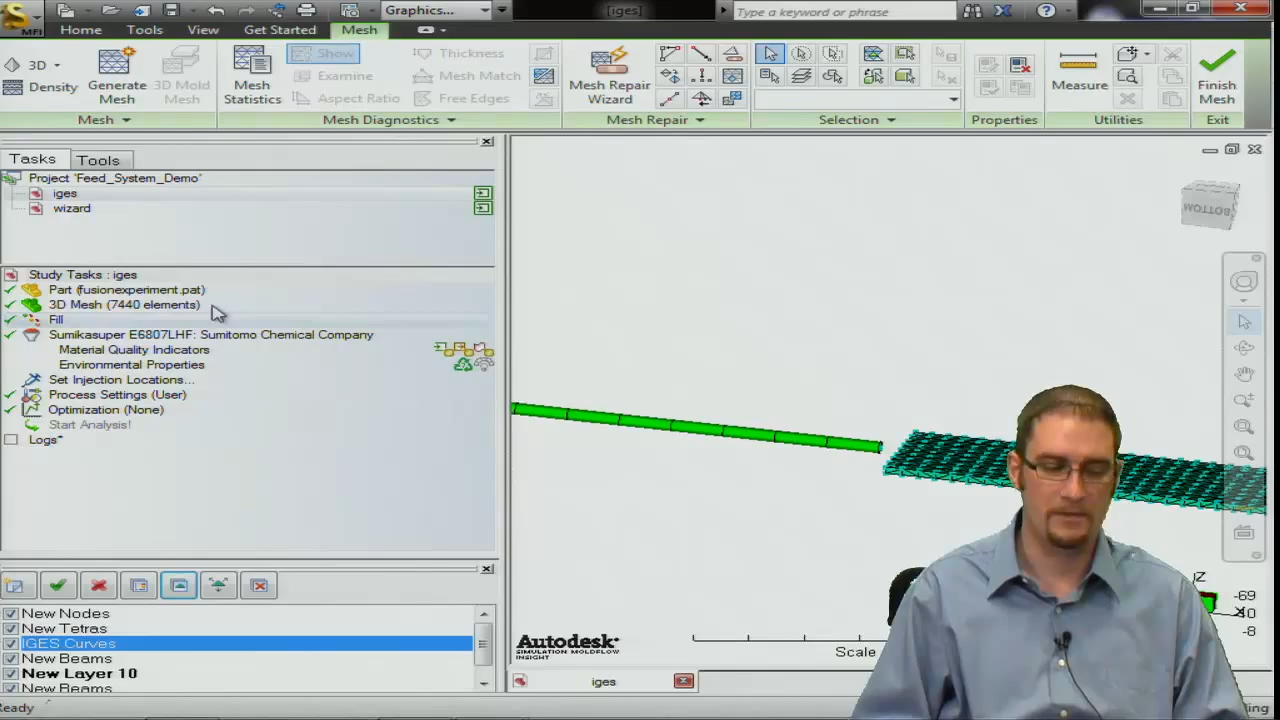 Graphics...
[iges]
Type a keyword or phrase
MFI
Home
Tools
View
Get Started
Mesh
3D
Density
Generate Mesh
3D Mold Mesh
Mesh
Mesh Statistics
Show
Examine
Aspect Ratio
Thickness
Mesh Match
Free Edges
Mesh Diagnostics
Mesh Repair Wizard
Mesh Repair
Selection
Properties
Measure
Utilities
Finish Mesh
Exit
Tasks
Tools
Project 'Feed_System_Demo'
iges
wizard
Study Tasks : iges
Part (fusionexperiment.pat)
3D Mesh (7440 elements)
Fill
Sumikasuper E6807LHF: Sumitomo Chemical Company
Material Quality Indicators
Environmental Properties
Set Injection Locations...
Process Settings (User)
Optimization (None)
Start Analysis!
Logs*
New Nodes
New Tetras
IGES Curves
New Beams
New Layer 10
New Beams
BOTTOM
Autodesk
SIMULATION MOLDFLOW
INSIGHT
Scale
Z
-69
-8
iges
Ready